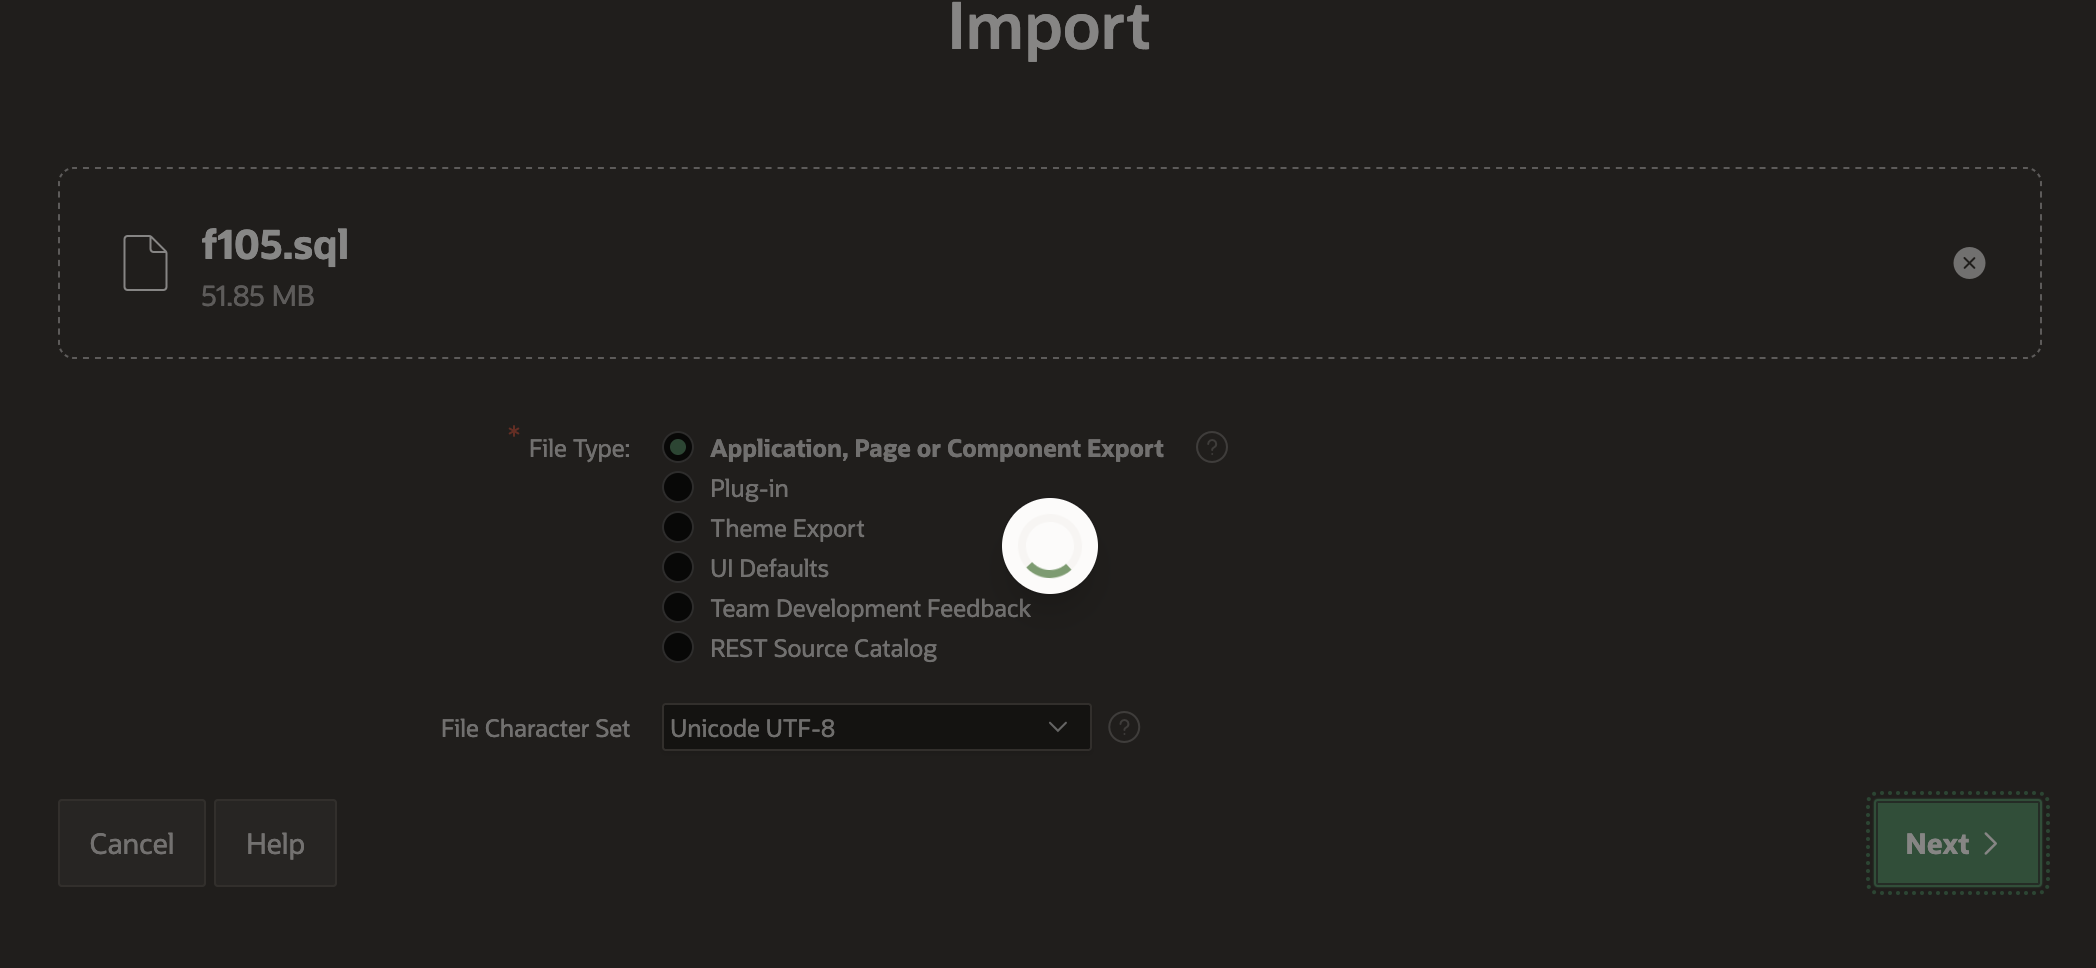 Import
f105.sql
51.85 MB
* File Type:
Application, Page or Component Export ?
Plug-in
Theme Export
UI Defaults
Team Development Feedback
REST Source Catalog
File Character Set
Unicode UTF-8 ?
Cancel
Help
Next